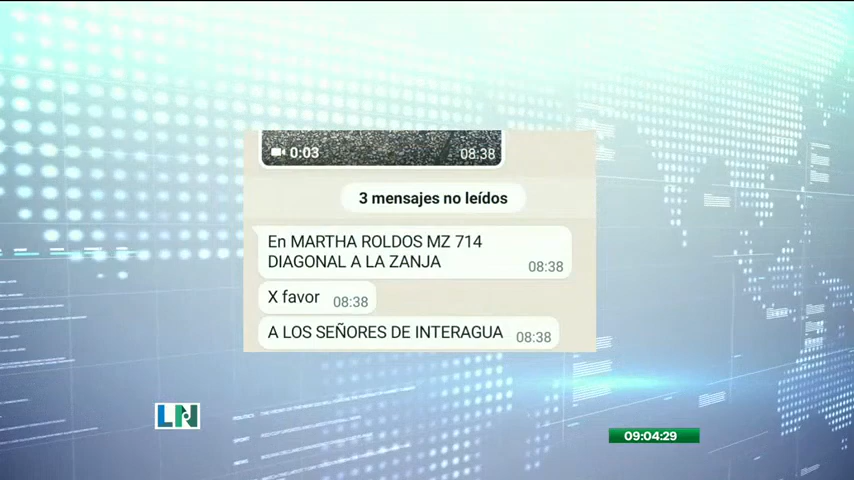 0:03
08:38
3 mensajes no leídos
En MARTHA ROLDOS MZ 714
DIAGONAL A LA ZANJA
08:38
X favor 08:38
A LOS SEÑORES DE INTERAGUA 08:38
LN
09:04:29